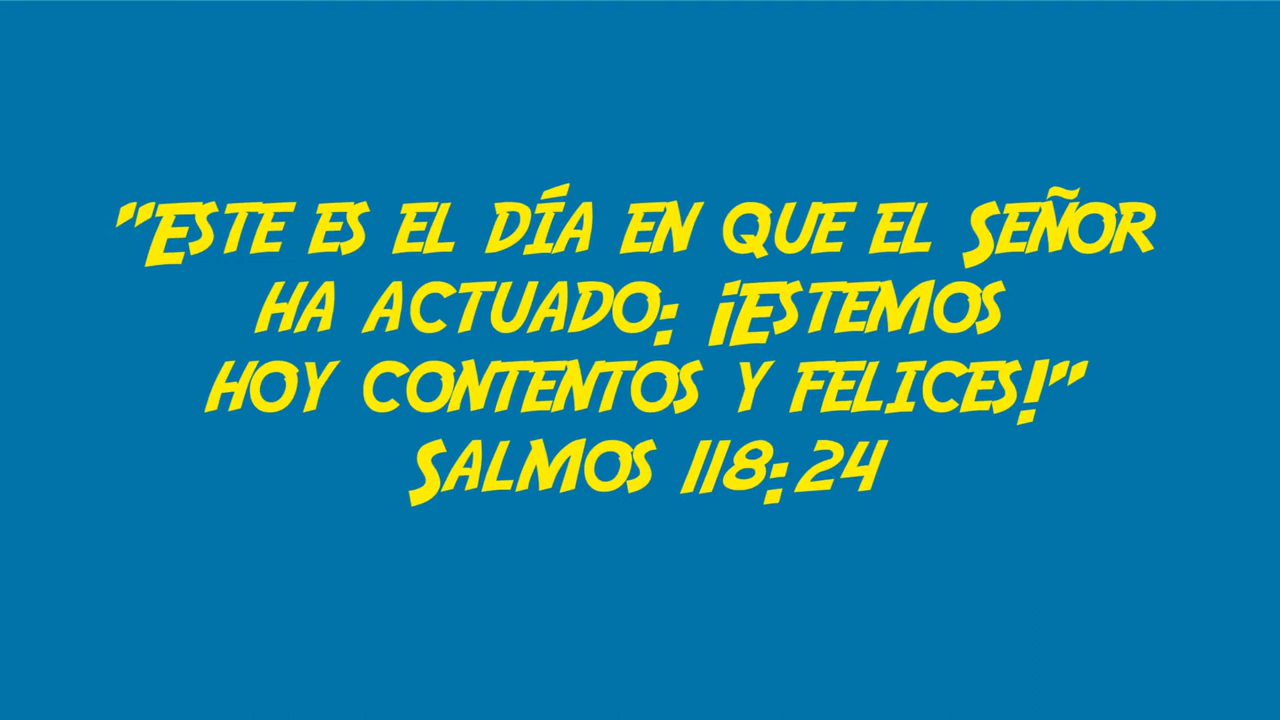 "Este es el día en que el Señor
ha actuado: ¡Estemos
hoy contentos y felices!"
Salmos 118:24